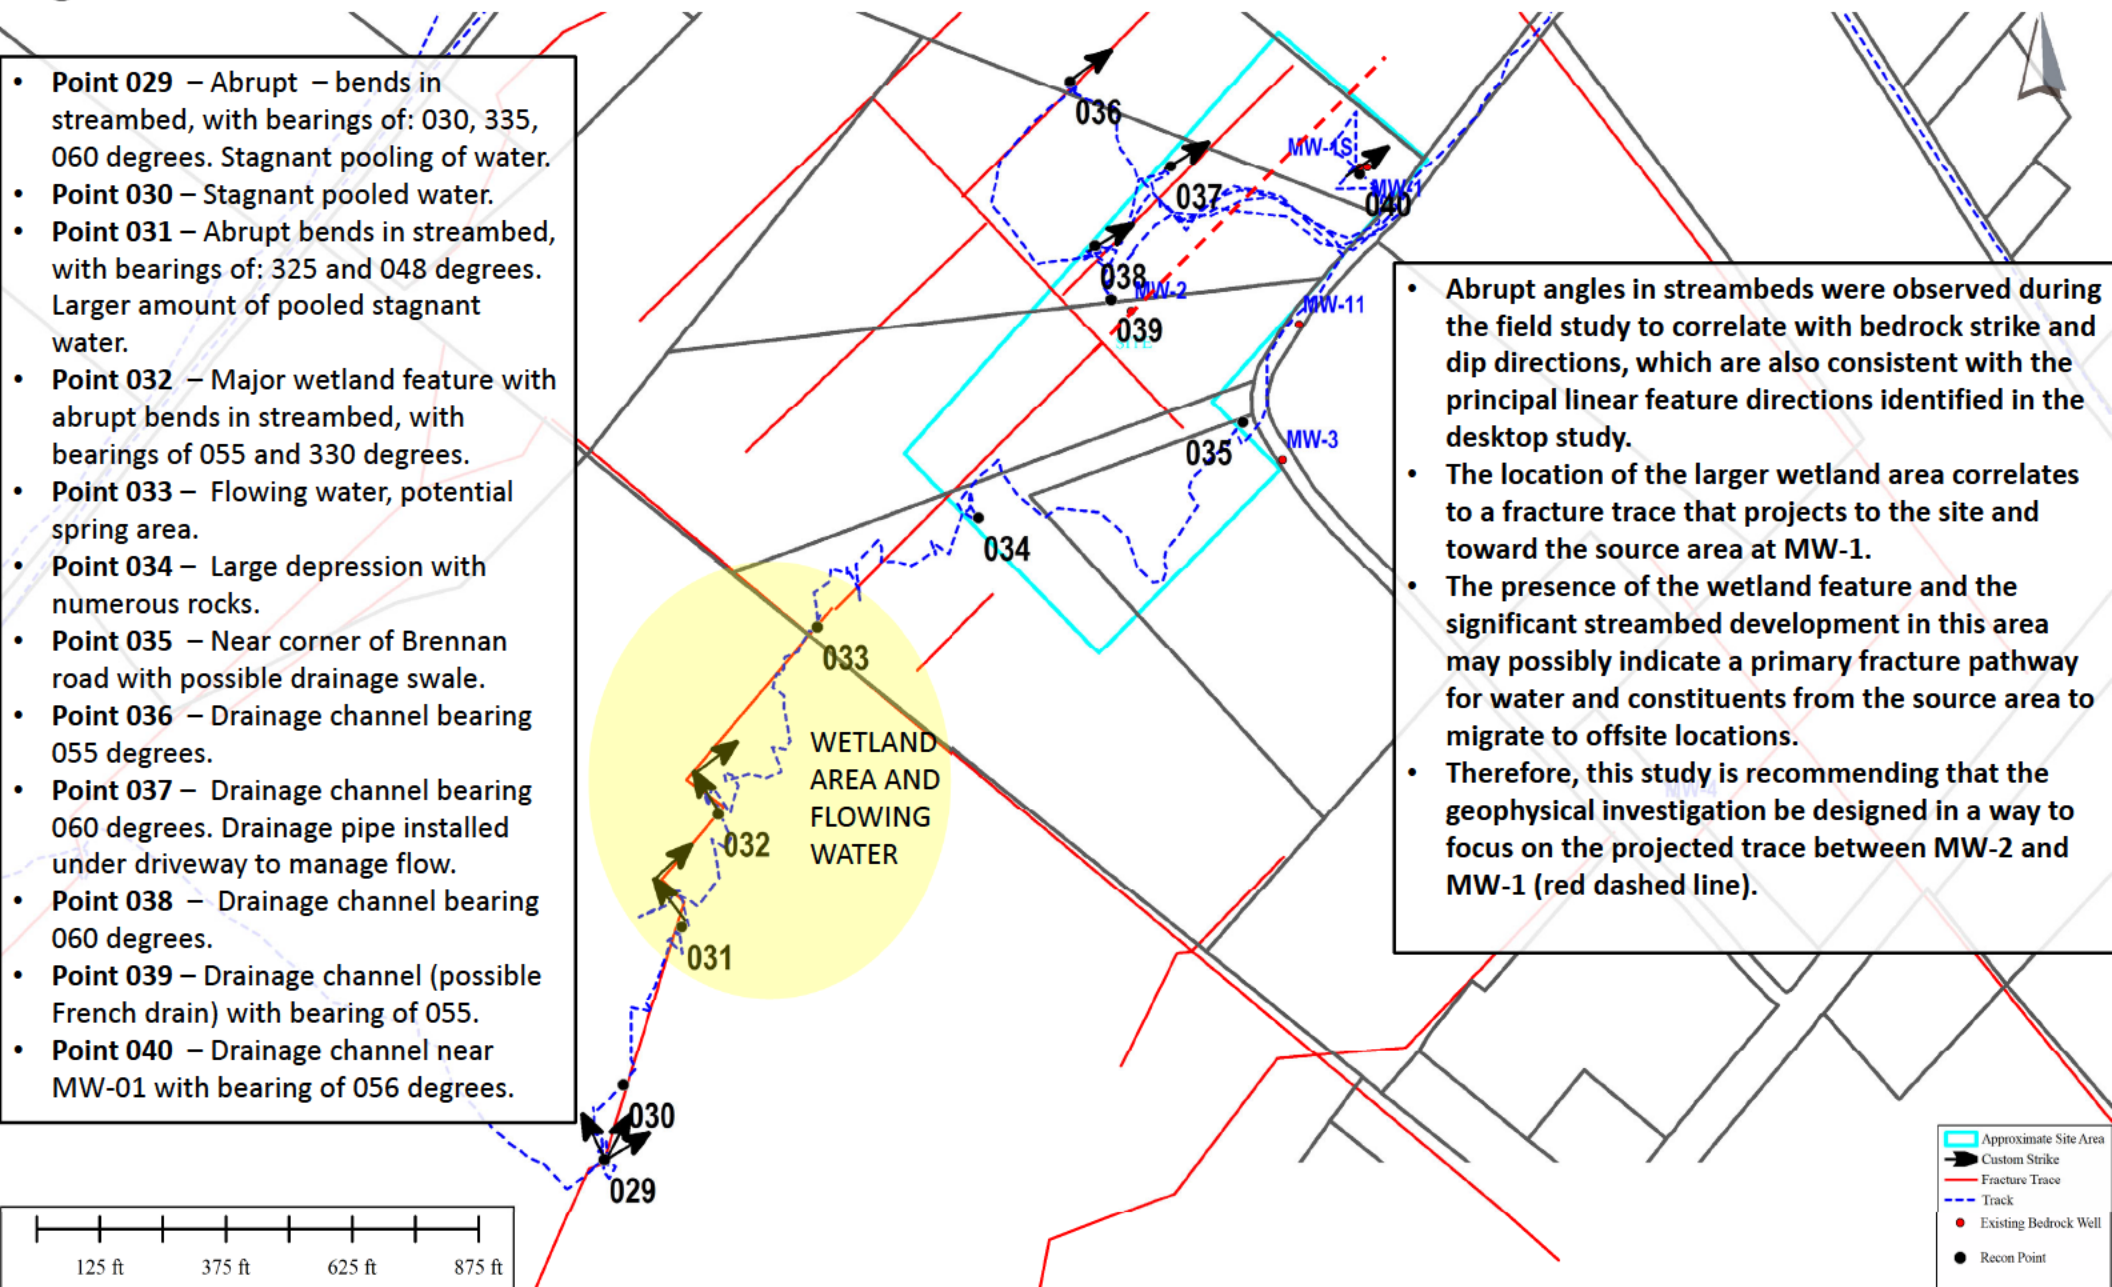 • Point 029 – Abrupt – bends in
streambed, with bearings of: 030, 335,
060 degrees. Stagnant pooling of water.
• Point 030 – Stagnant pooled water.
• Point 031 – Abrupt bends in streambed,
with bearings of: 325 and 048 degrees.
Larger amount of pooled stagnant
water.
• Point 032 – Major wetland feature with
abrupt bends in streambed, with
bearings of 055 and 330 degrees.
• Point 033 – Flowing water, potential
spring area.
• Point 034 – Large depression with
numerous rocks.
• Point 035 – Near corner of Brennan
road with possible drainage swale.
• Point 036 – Drainage channel bearing
055 degrees.
• Point 037 – Drainage channel bearing
060 degrees. Drainage pipe installed
under driveway to manage flow.
• Point 038 – Drainage channel bearing
060 degrees.
• Point 039 – Drainage channel (possible
French drain) with bearing of 055.
• Point 040 – Drainage channel near
MW-01 with bearing of 056 degrees.
036
MW-1S
037
MW-1
040
038
MW-2
039
SITE
MW-11
035
MW-3
034
033
WETLAND
AREA AND
FLOWING
WATER
032
031
030
029
• Abrupt angles in streambeds were observed during
the field study to correlate with bedrock strike and
dip directions, which are also consistent with the
principal linear feature directions identified in the
desktop study.
• The location of the larger wetland area correlates
to a fracture trace that projects to the site and
toward the source area at MW-1.
• The presence of the wetland feature and the
significant streambed development in this area
may possibly indicate a primary fracture pathway
for water and constituents from the source area to
migrate to offsite locations.
• Therefore, this study is recommending that the
geophysical investigation be designed in a way to
focus on the projected trace between MW-2 and
MW-1 (red dashed line).
MW-4
125 ft 375 ft 625 ft 875 ft
Approximate Site Area
Custom Strike
Fracture Trace
Track
Existing Bedrock Well
Recon Point